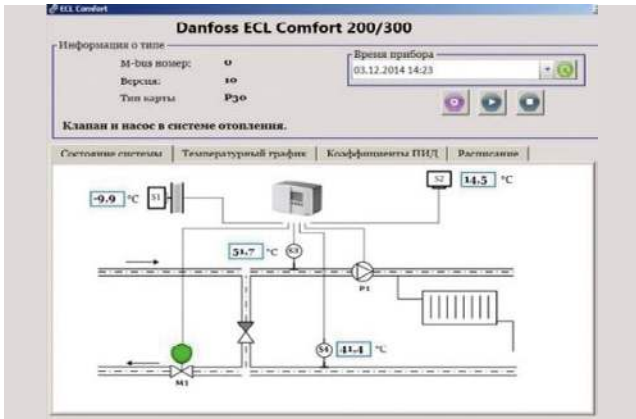 ECL Comfort
Danfoss ECL Comfort 200/300
Информация о типе
M-bus номер: 0
Версия: 10
Тип карты P30
Клапан и насос в системе отопления.
Время прибора
03.12.2014 14:23
Состояние системы Температурный график Коэффициенты ПИД Расписание
-9.9 °C S1
S2 14.5 °C
51.7 °C S3
P1
S4 41.4 °C
M1